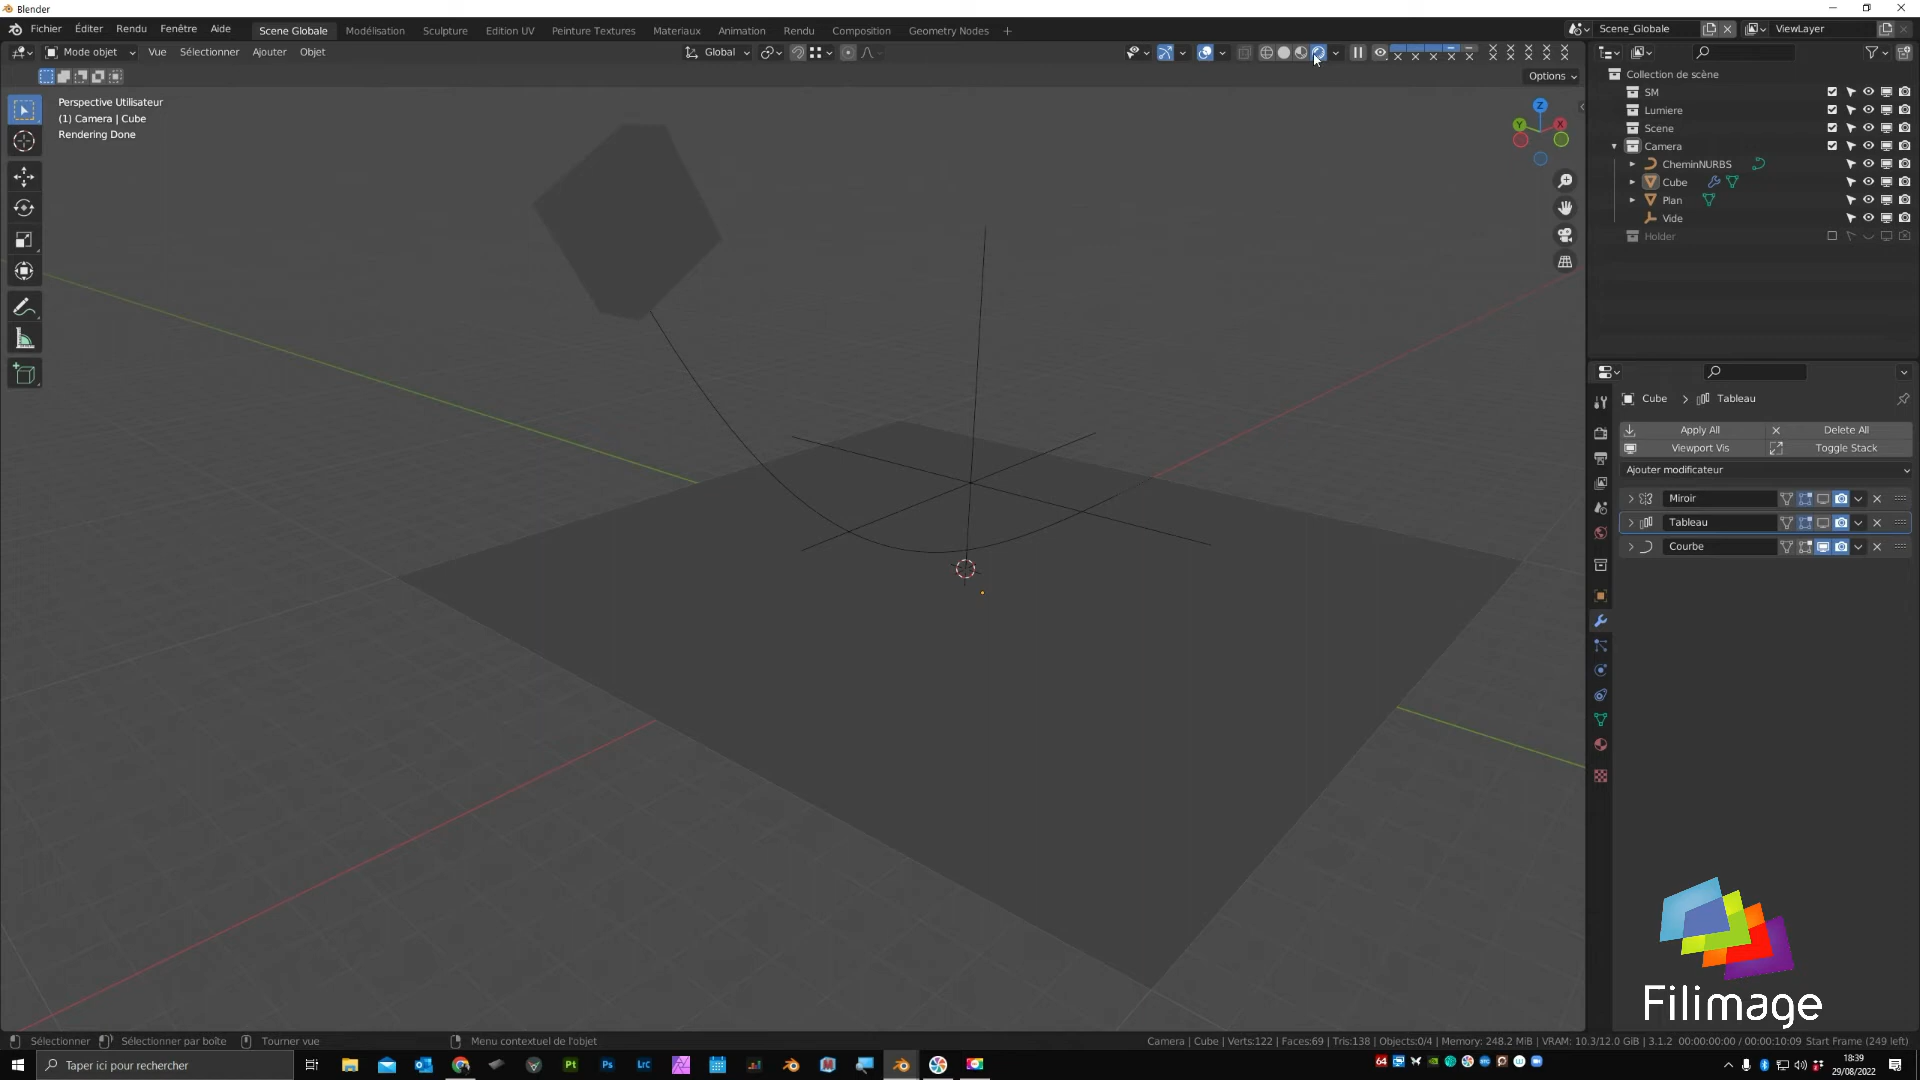 Blender
Fichier Éditer Rendu Fenêtre Aide Scene Globale Modélisation Sculpture Edition UV Peinture Textures Materiaux Animation Rendu Composition Geometry Nodes + Scene_Globale ViewLayer
Mode objet Vue Sélectionner Ajouter Objet Global
Options
Perspective Utilisateur
(1) Camera | Cube
Rendering Done
Z
Y X
Collection de scène
SM
Lumiere
Scene
Camera
CheminNURBS
Cube
Plan
Vide
Holder
Cube > Tableau
Apply All Delete All
Viewport Vis Toggle Stack
Ajouter modificateur
Miroir
Tableau
Courbe
Filimage
Sélectionner Sélectionner par boîte Tourner vue Menu contextuel de l'objet Camera | Cube | Verts:122 | Faces:69 | Tris:138 | Objects:0/4 | Memory: 248.2 MiB | VRAM: 10.3/12.0 GiB | 3.1.2 00:00:00:00 / 00:00:10:09 Start Frame (249 left)
Taper ici pour rechercher Pt Ps Lrc 64 18:39
29/08/2022